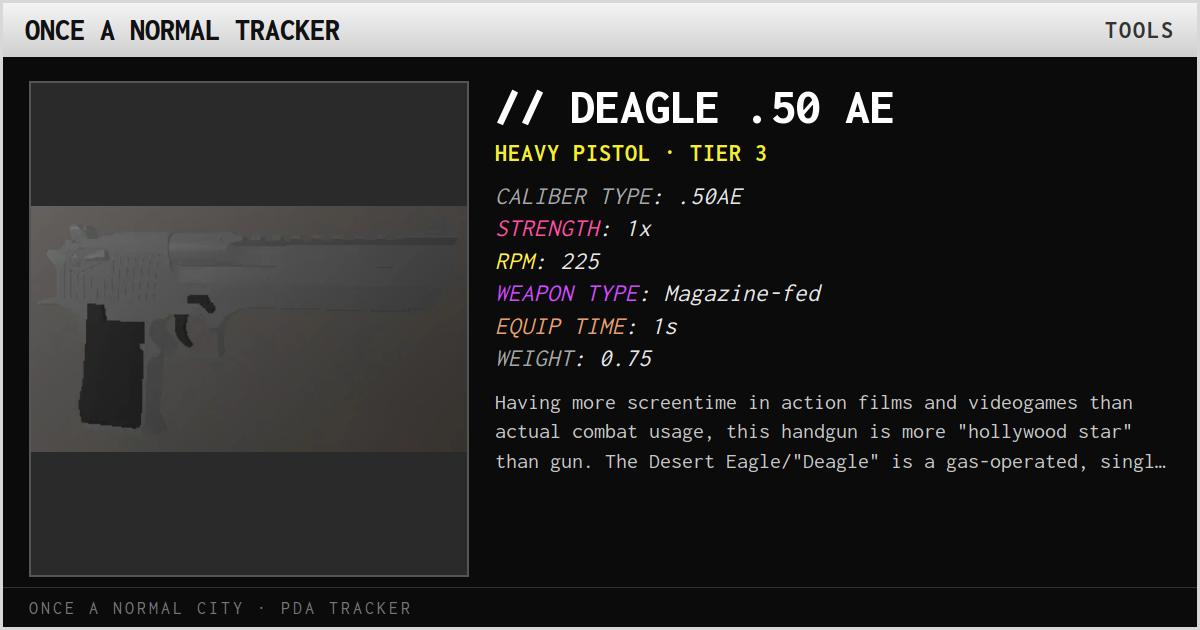 ONCE A NORMAL TRACKER
TOOLS
// DEAGLE .50 AE
HEAVY PISTOL · TIER 3
CALIBER TYPE: .50AE
STRENGTH: 1x
RPM: 225
WEAPON TYPE: Magazine-fed
EQUIP TIME: 1s
WEIGHT: 0.75
Having more screentime in action films and videogames than
actual combat usage, this handgun is more "hollywood star"
than gun. The Desert Eagle/"Deagle" is a gas-operated, singl…
ONCE A NORMAL CITY · PDA TRACKER